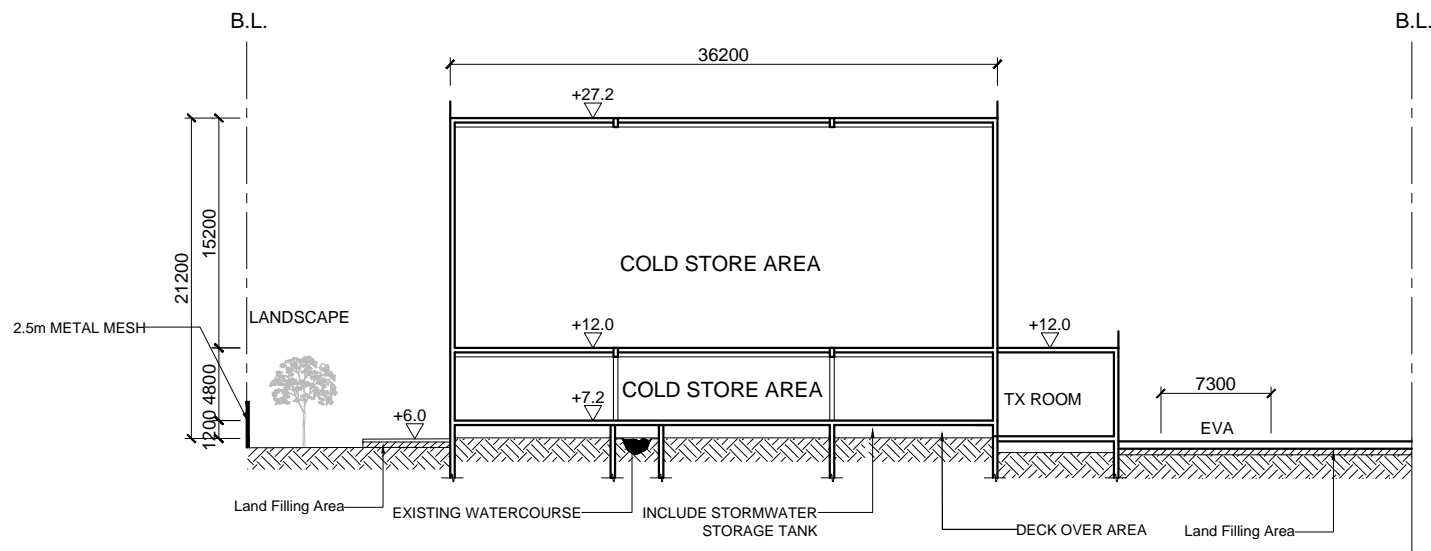 B.L.
B.L.
36200
+27.2
21200
15200
COLD STORE AREA
LANDSCAPE
2.5m METAL MESH
+12.0
+12.0
4800
COLD STORE AREA
TX ROOM
7300
+7.2
+6.0
1200
EVA
Land Filling Area
EXISTING WATERCOURSE
INCLUDE STORMWATER
STORAGE TANK
DECK OVER AREA
Land Filling Area